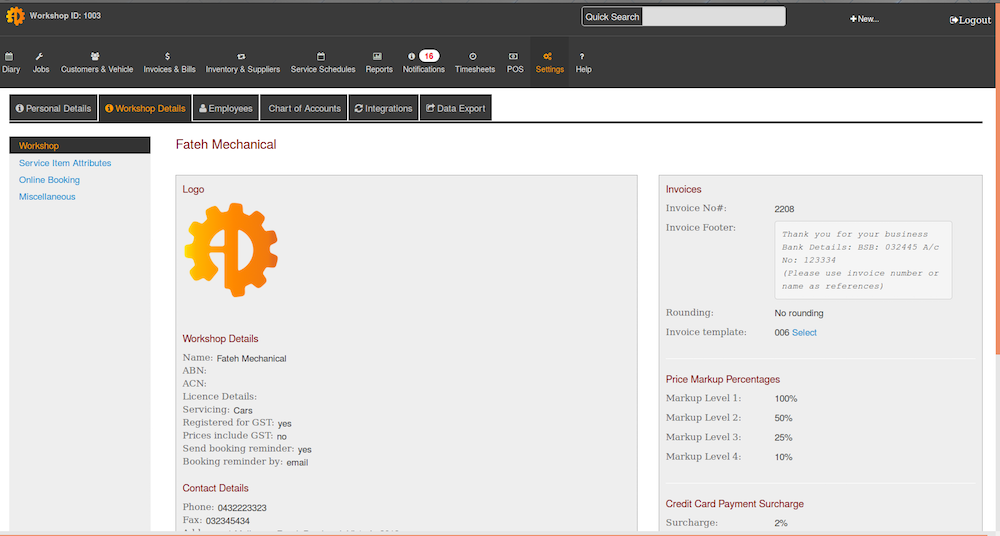 Workshop ID: 1003
Quick Search
+New...
Logout
Diary
Jobs
Customers & Vehicle
Invoices & Bills
Inventory & Suppliers
Service Schedules
Reports
16
Notifications
Timesheets
POS
Settings
?
Help
Personal Details
Workshop Details
Employees
Chart of Accounts
Integrations
Data Export
Workshop
Service Item Attributes
Online Booking
Miscellaneous
Fateh Mechanical
Logo
Workshop Details
Name: Fateh Mechanical
ABN:
ACN:
Licence Details:
Servicing: Cars
Registered for GST: yes
Prices include GST: no
Send booking reminder: yes
Booking reminder by: email
Contact Details
Phone: 0432223323
Fax: 032345434
Invoices
Invoice No#: 2208
Invoice Footer:
Thank you for your business
Bank Details: BSB: 032445 A/c
No: 123334
(Please use invoice number or
name as references)
Rounding: No rounding
Invoice template: 006 Select
Price Markup Percentages
Markup Level 1: 100%
Markup Level 2: 50%
Markup Level 3: 25%
Markup Level 4: 10%
Credit Card Payment Surcharge
Surcharge: 2%